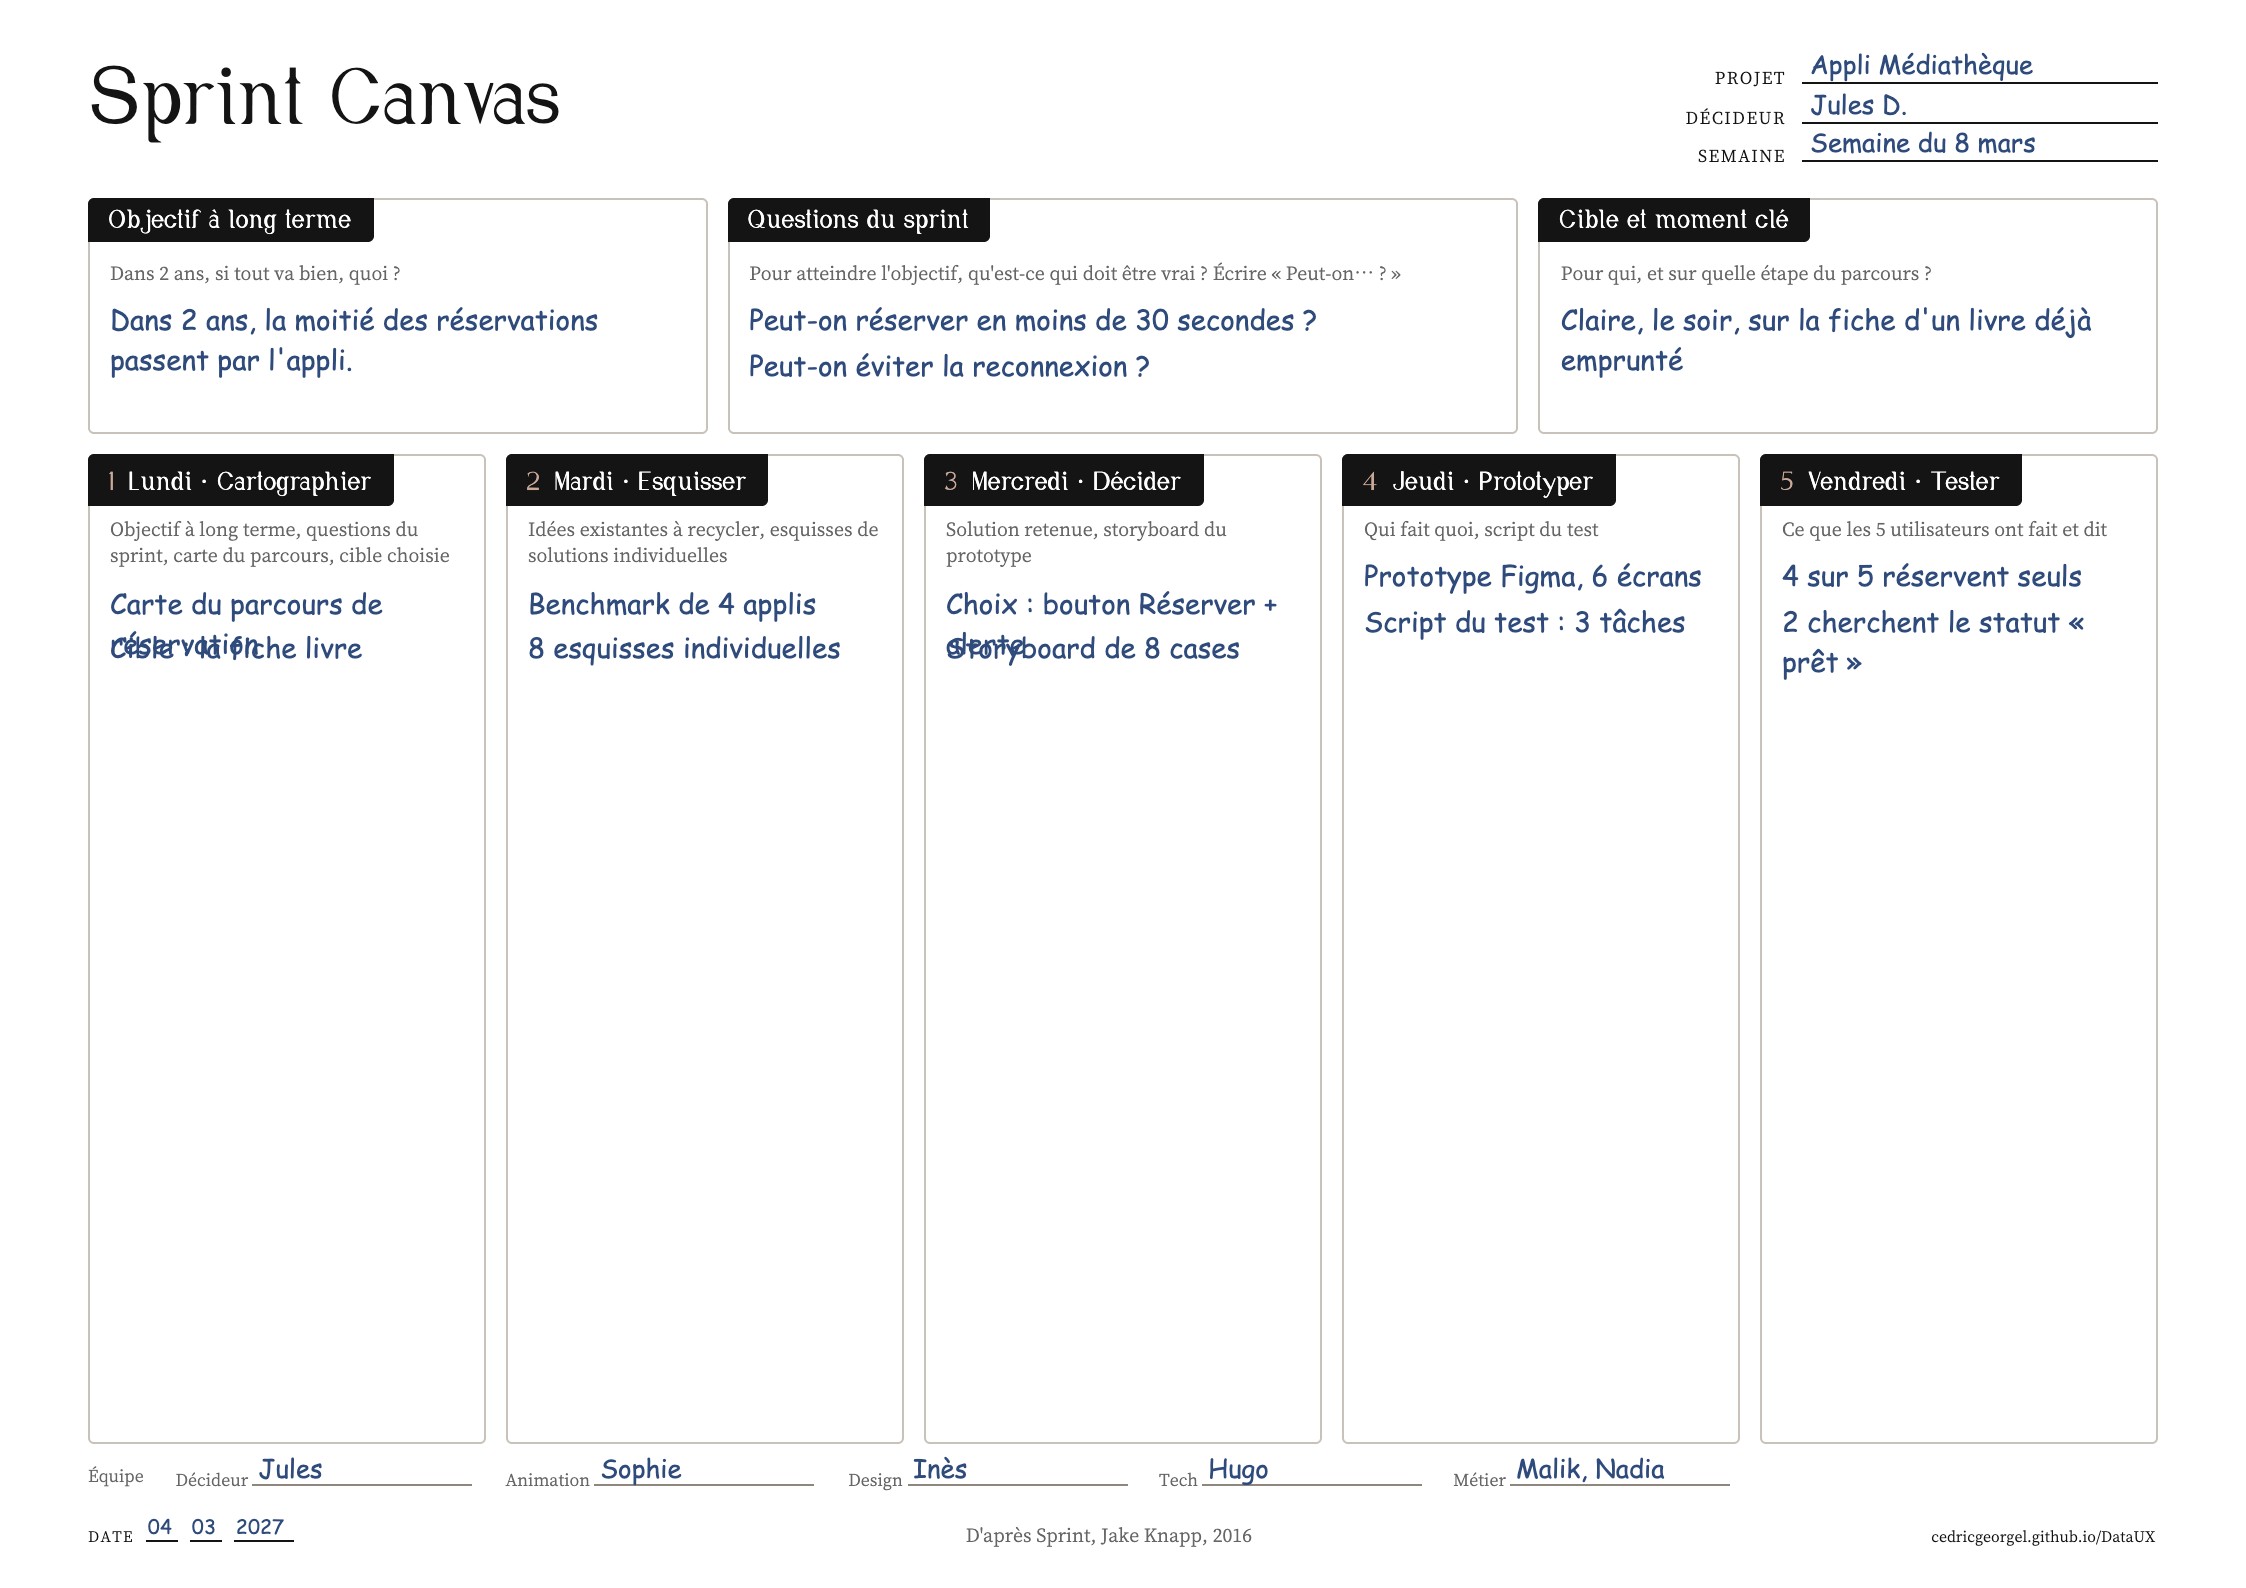 Sprint Canvas
PROJET Appli Médiathèque
DÉCIDEUR Jules D.
SEMAINE Semaine du 8 mars
Objectif à long terme
Dans 2 ans, si tout va bien, quoi ?
Dans 2 ans, la moitié des réservations
passent par l'appli.
Questions du sprint
Pour atteindre l'objectif, qu'est-ce qui doit être vrai ? Écrire « Peut-on… ? »
Peut-on réserver en moins de 30 secondes ?
Peut-on éviter la reconnexion ?
Cible et moment clé
Pour qui, et sur quelle étape du parcours ?
Claire, le soir, sur la fiche d'un livre déjà
emprunté
1 Lundi · Cartographier
Objectif à long terme, questions du
sprint, carte du parcours, cible choisie
Carte du parcours de
réservation
Cible : la fiche livre
2 Mardi · Esquisser
Idées existantes à recycler, esquisses de
solutions individuelles
Benchmark de 4 applis
8 esquisses individuelles
3 Mercredi · Décider
Solution retenue, storyboard du
prototype
Choix : bouton Réserver +
alerte
Storyboard de 8 cases
4 Jeudi · Prototyper
Qui fait quoi, script du test
Prototype Figma, 6 écrans
Script du test : 3 tâches
5 Vendredi · Tester
Ce que les 5 utilisateurs ont fait et dit
4 sur 5 réservent seuls
2 cherchent le statut «
prêt »
Équipe Décideur Jules Animation Sophie Design Inès Tech Hugo Métier Malik, Nadia
DATE 04 03 2027
D'après Sprint, Jake Knapp, 2016
cedricgeorgel.github.io/DataUX